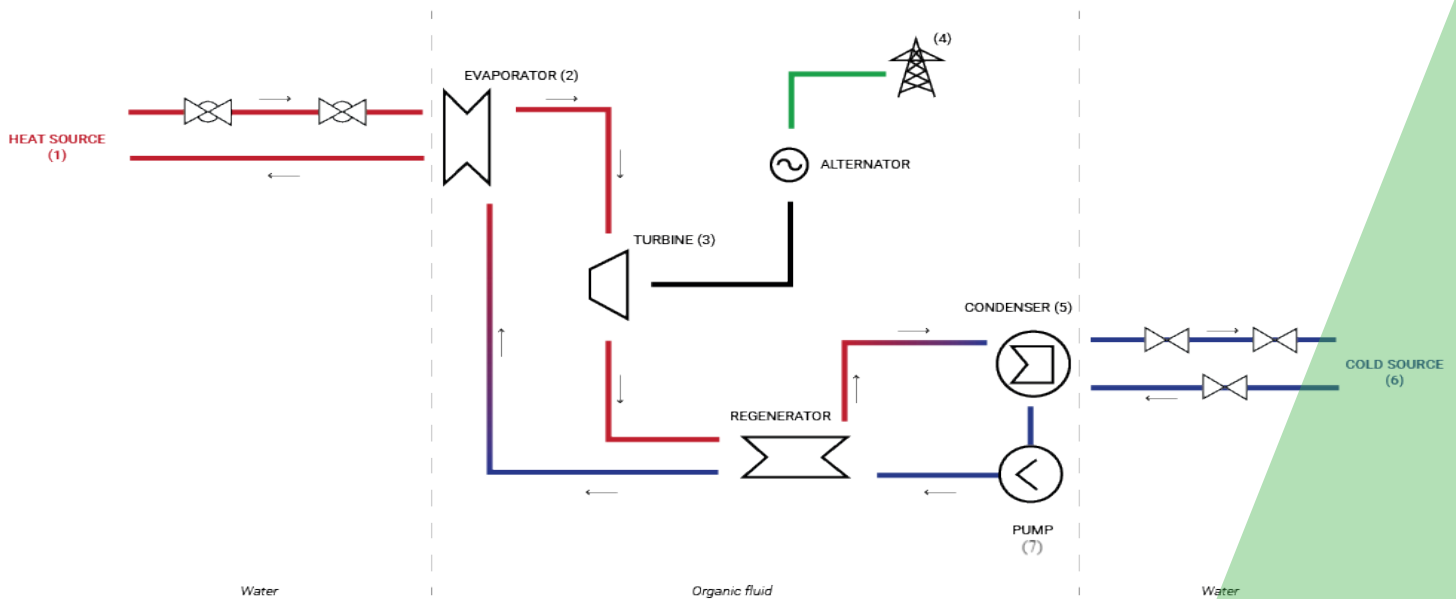 (4)
EVAPORATOR (2)
HEAT SOURCE
(1)
ALTERNATOR
TURBINE (3)
CONDENSER (5)
COLD SOURCE
(6)
REGENERATOR
PUMP
(7)
Water
Organic fluid
Water